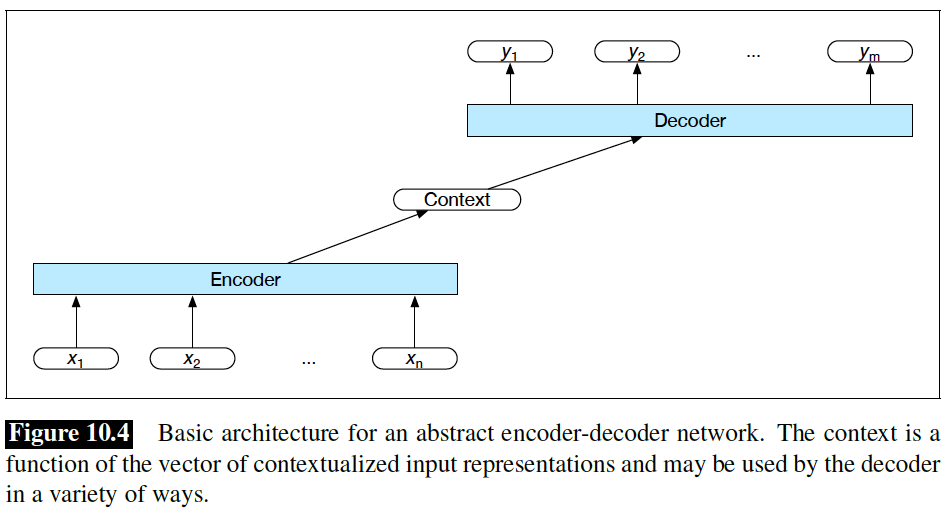 y1 y2 ... ym
Decoder
Context
Encoder
x1 x2 ... xn
Figure 10.4 Basic architecture for an abstract encoder-decoder network. The context is a
function of the vector of contextualized input representations and may be used by the decoder
in a variety of ways.